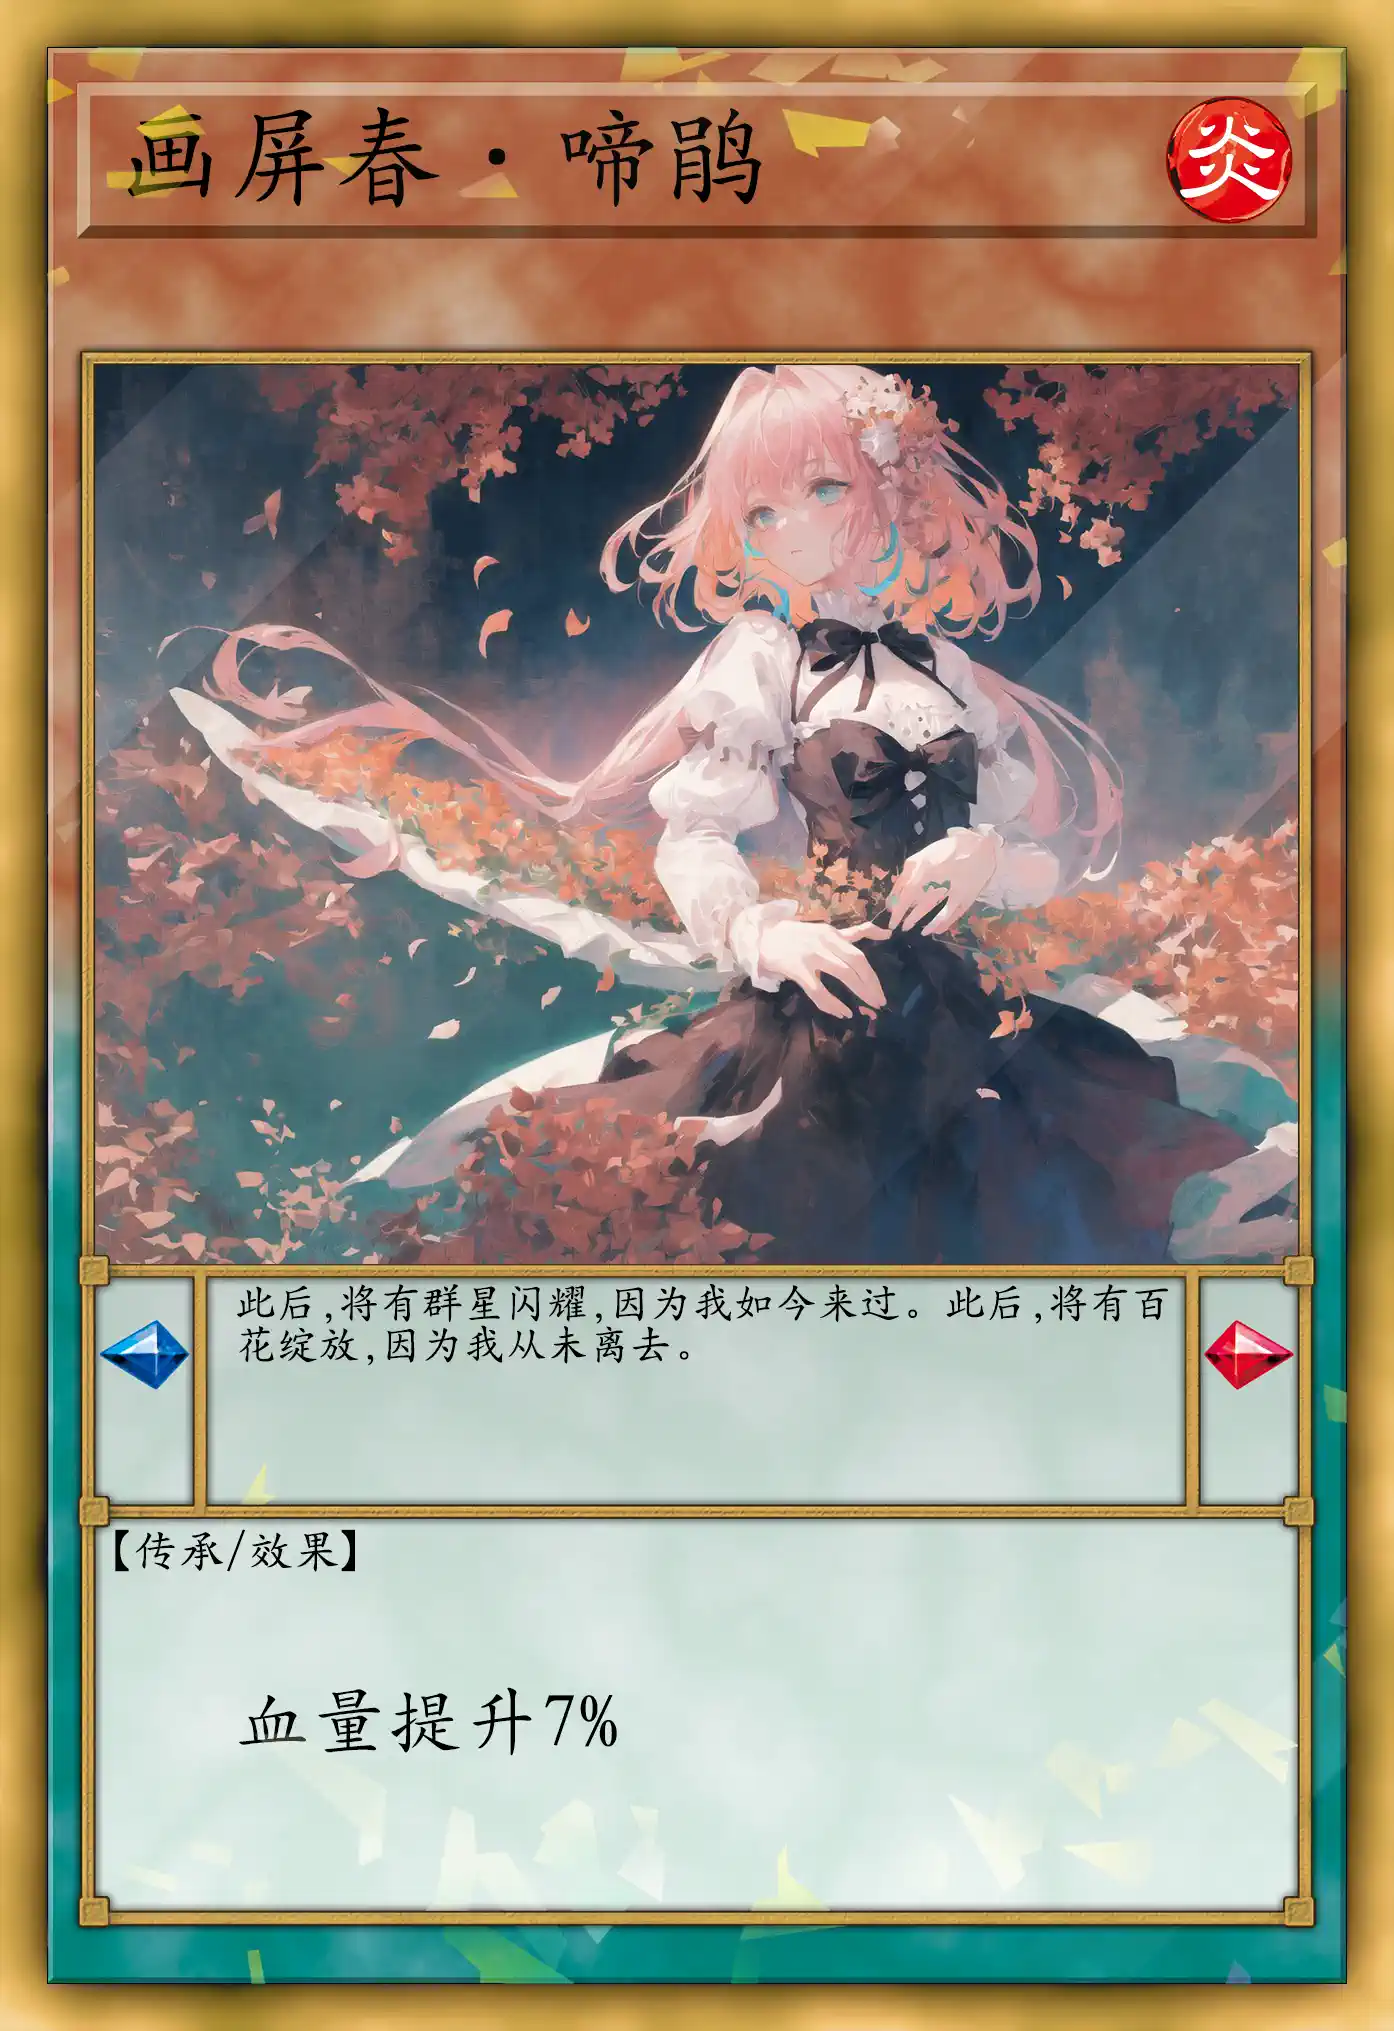 画屏春·啼鹃
炎
此后,将有群星闪耀,因为我如今来过。此后,将有百
花绽放,因为我从未离去。
【传承/效果】
血量提升7%